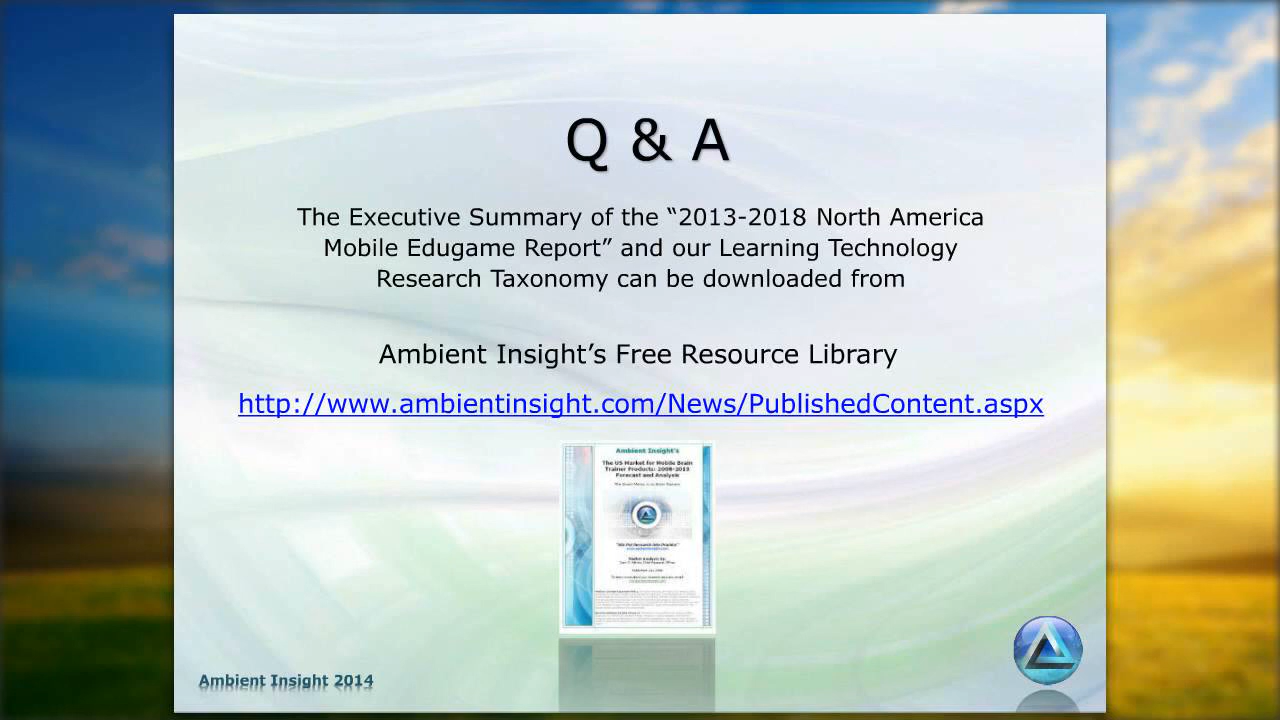 Q & A
The Executive Summary of the “2013-2018 North America
Mobile Edugame Report” and our Learning Technology
Research Taxonomy can be downloaded from
Ambient Insight’s Free Resource Library
http://www.ambientinsight.com/News/PublishedContent.aspx
Ambient Insight's
The US Market for Mobile Brain
Trainer Products: 2008-2013
Forecast and Analysis
Ambient Insight 2014